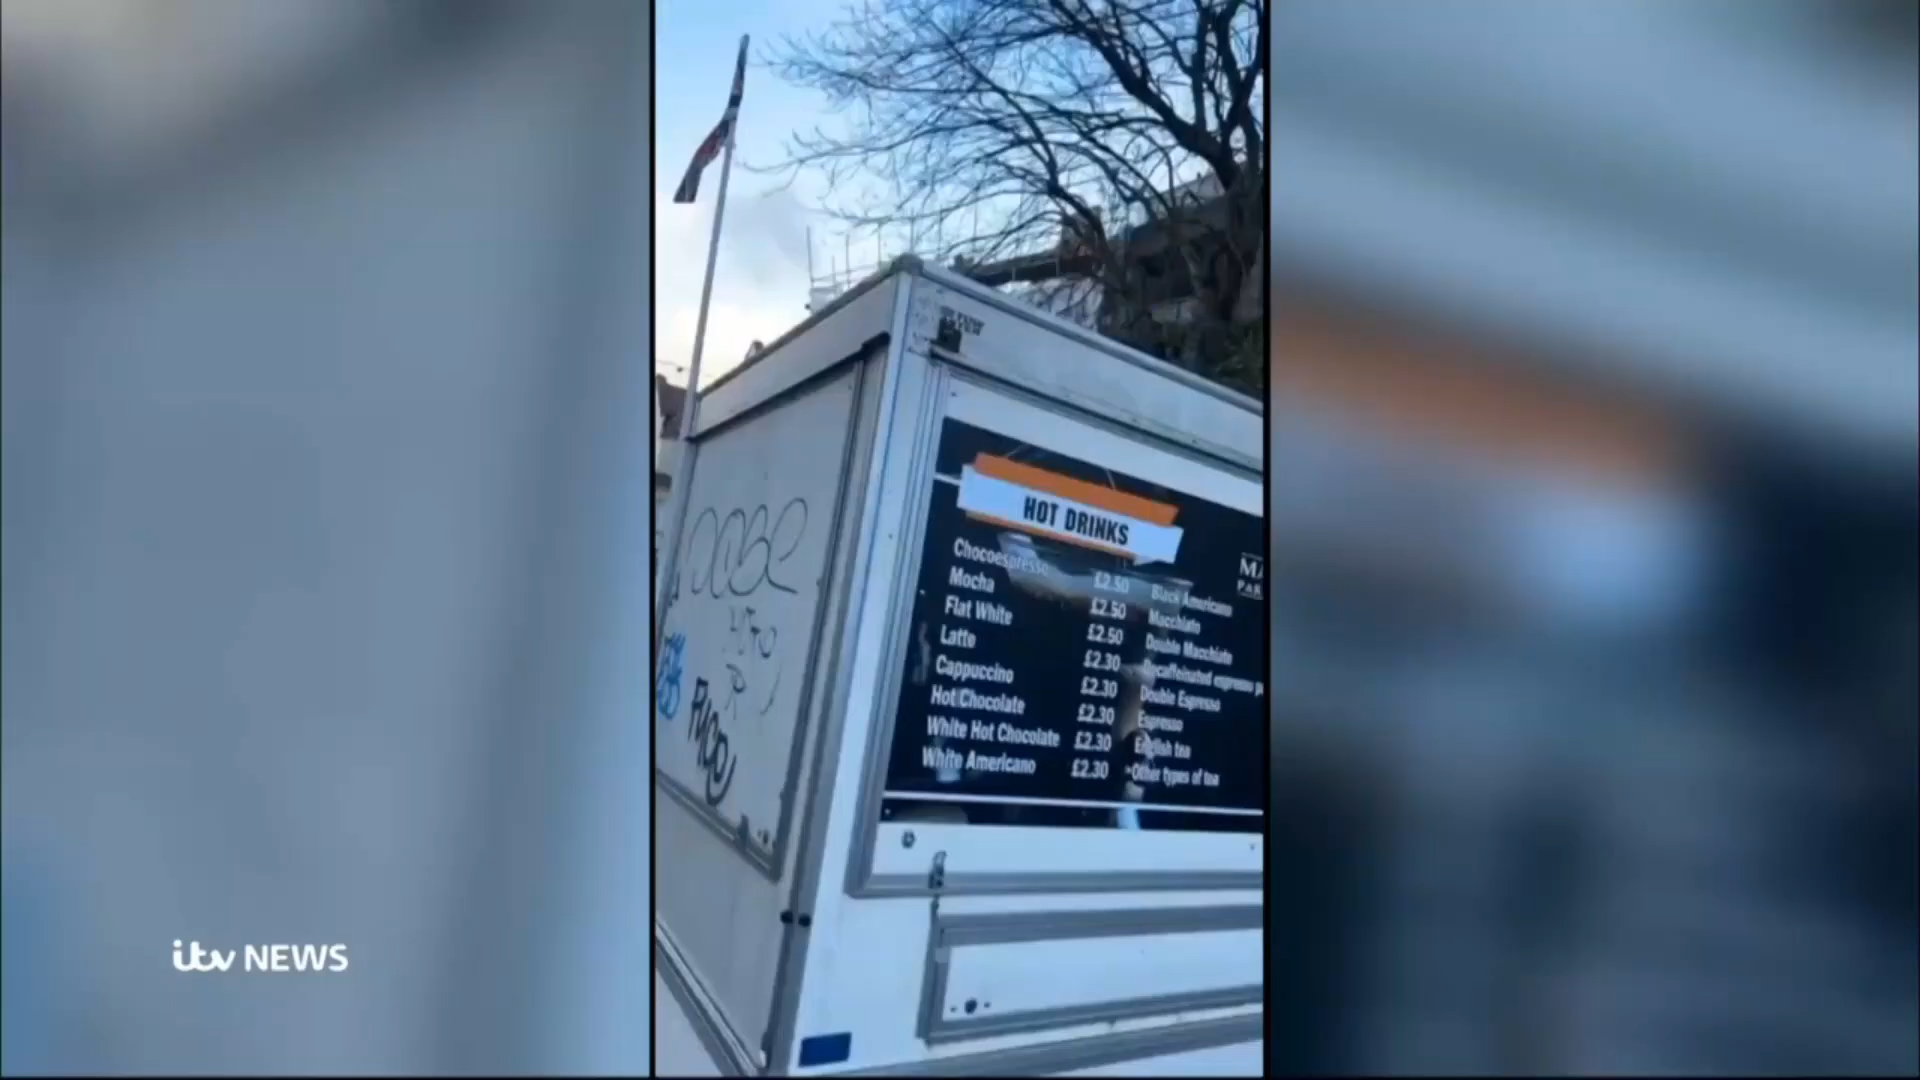 HOT DRINKS
Chocoespresso £2.50
Mocha £2.50
Flat White £2.50
Latte £2.30
Cappuccino £2.30
Hot Chocolate £2.30
White Hot Chocolate £2.30
White Americano £2.30
Black Americano
Macchiato
Double Macchiato
Decaffeinated espresso
Double Espresso
Espresso
English tea
*Other types of tea
itv NEWS